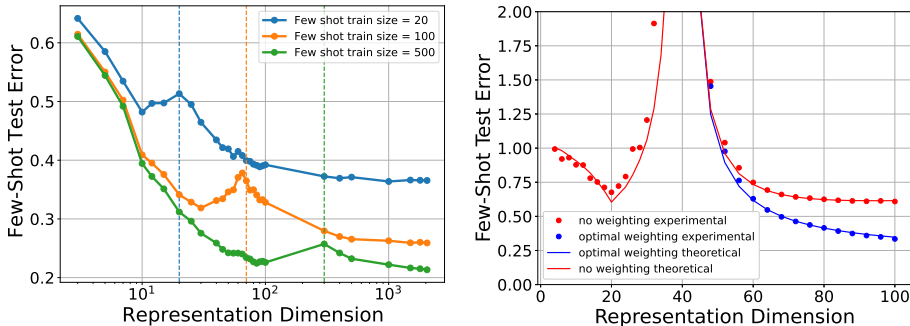 Few shot train size = 20
Few shot train size = 100
Few shot train size = 500
0.6
0.5
0.4
0.3
0.2
10¹
10²
10³
Few-Shot Test Error
Representation Dimension
2.00
1.75
1.50
1.25
1.00
0.75
0.50
0.25
0.00
0
20
40
60
80
100
Few-Shot Test Error
no weighting experimental
optimal weighting experimental
optimal weighting theoretical
no weighting theoretical
Representation Dimension